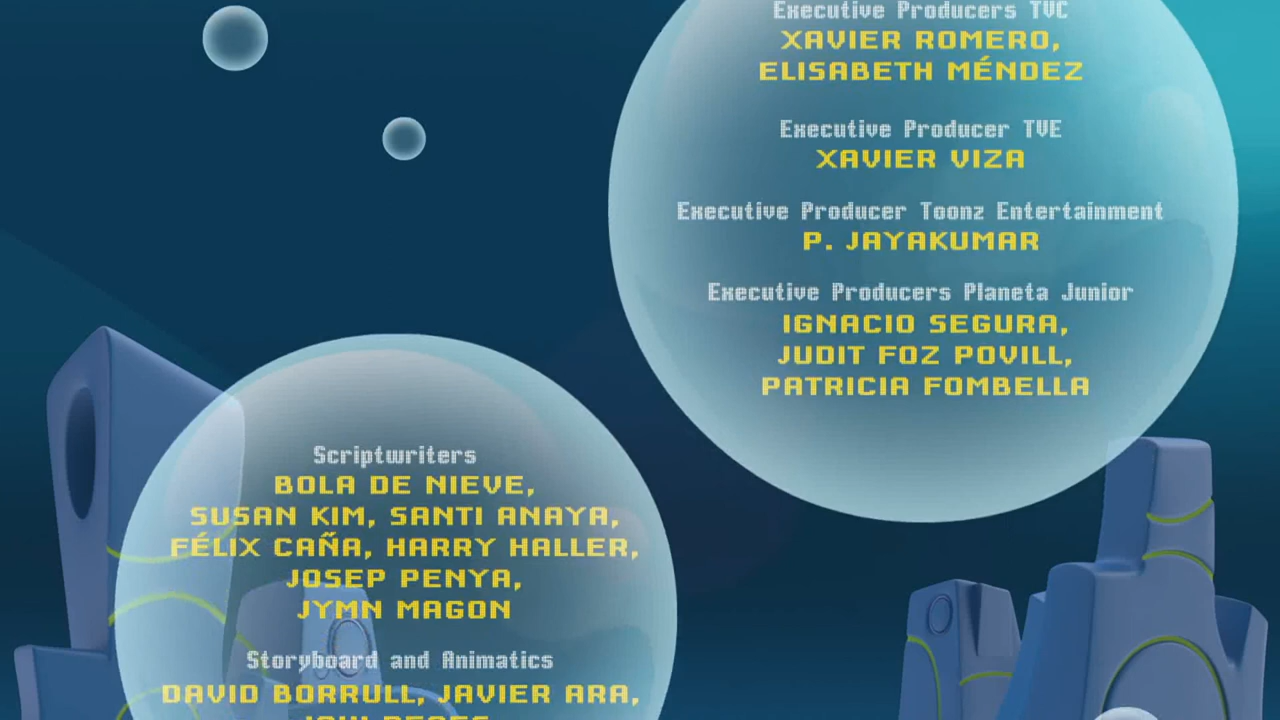 Executive Producers TVC
XAVIER ROMERO,
ELISABETH MÉNDEZ
Executive Producer TVE
XAVIER VIZA
Executive Producer Toonz Entertainment
P. JAYAKUMAR
Executive Producers Planeta Junior
IGNACIO SEGURA,
JUDIT FOZ POVILL,
PATRICIA FOMBELLA
Scriptwriters
BOLA DE NIEVE,
SUSAN KIM, SANTI ANAYA,
FÉLIX CAÑA, HARRY HALLER,
JOSEP PENYA,
JYMN MAGON
Storyboard and Animatics
DAVID BORRULL, JAVIER ARA,